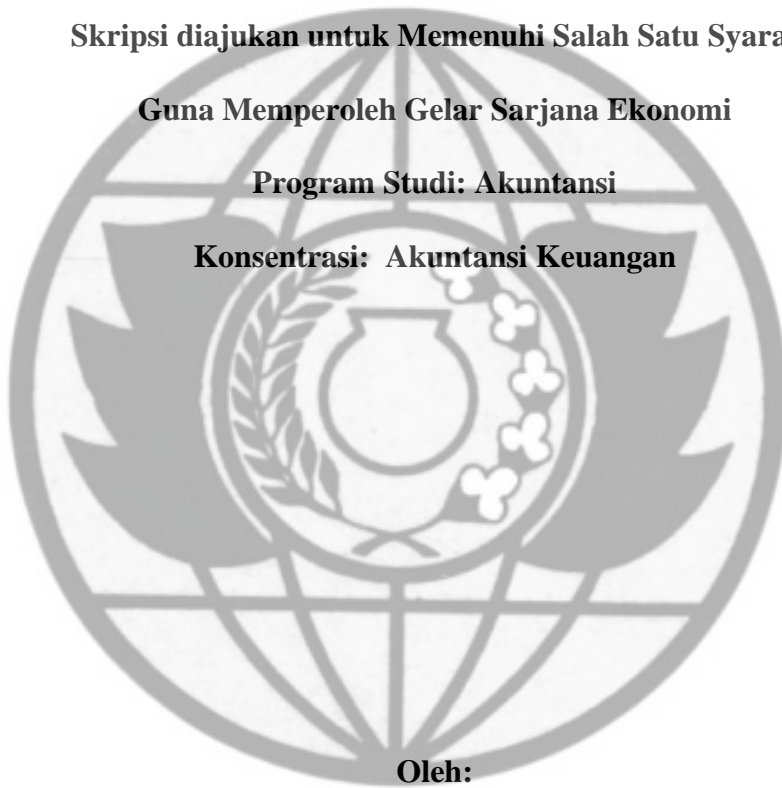 Skripsi diajukan untuk Memenuhi Salah Satu Syara
Guna Memperoleh Gelar Sarjana Ekonomi
Program Studi: Akuntansi
Konsentrasi: Akuntansi Keuangan
Oleh: